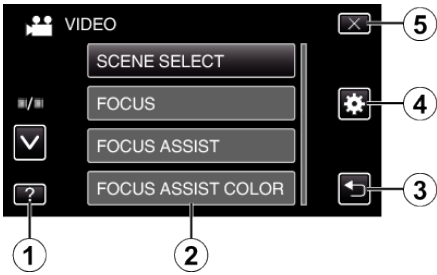 VIDEO
5
SCENE SELECT
FOCUS
4
FOCUS ASSIST
?
FOCUS ASSIST COLOR
3
1
2